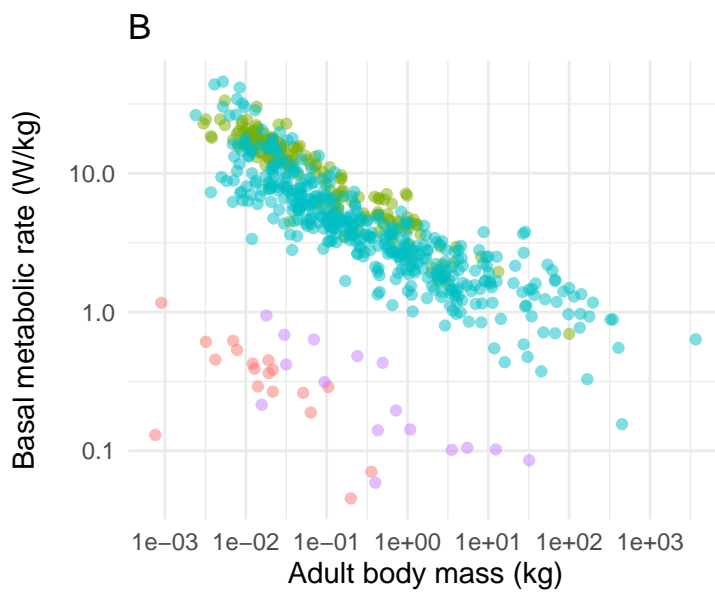 B
Basal metabolic rate (W/kg)
10.0
1.0
0.1
1e−03 1e−02 1e−01 1e+00 1e+01 1e+02 1e+03
Adult body mass (kg)